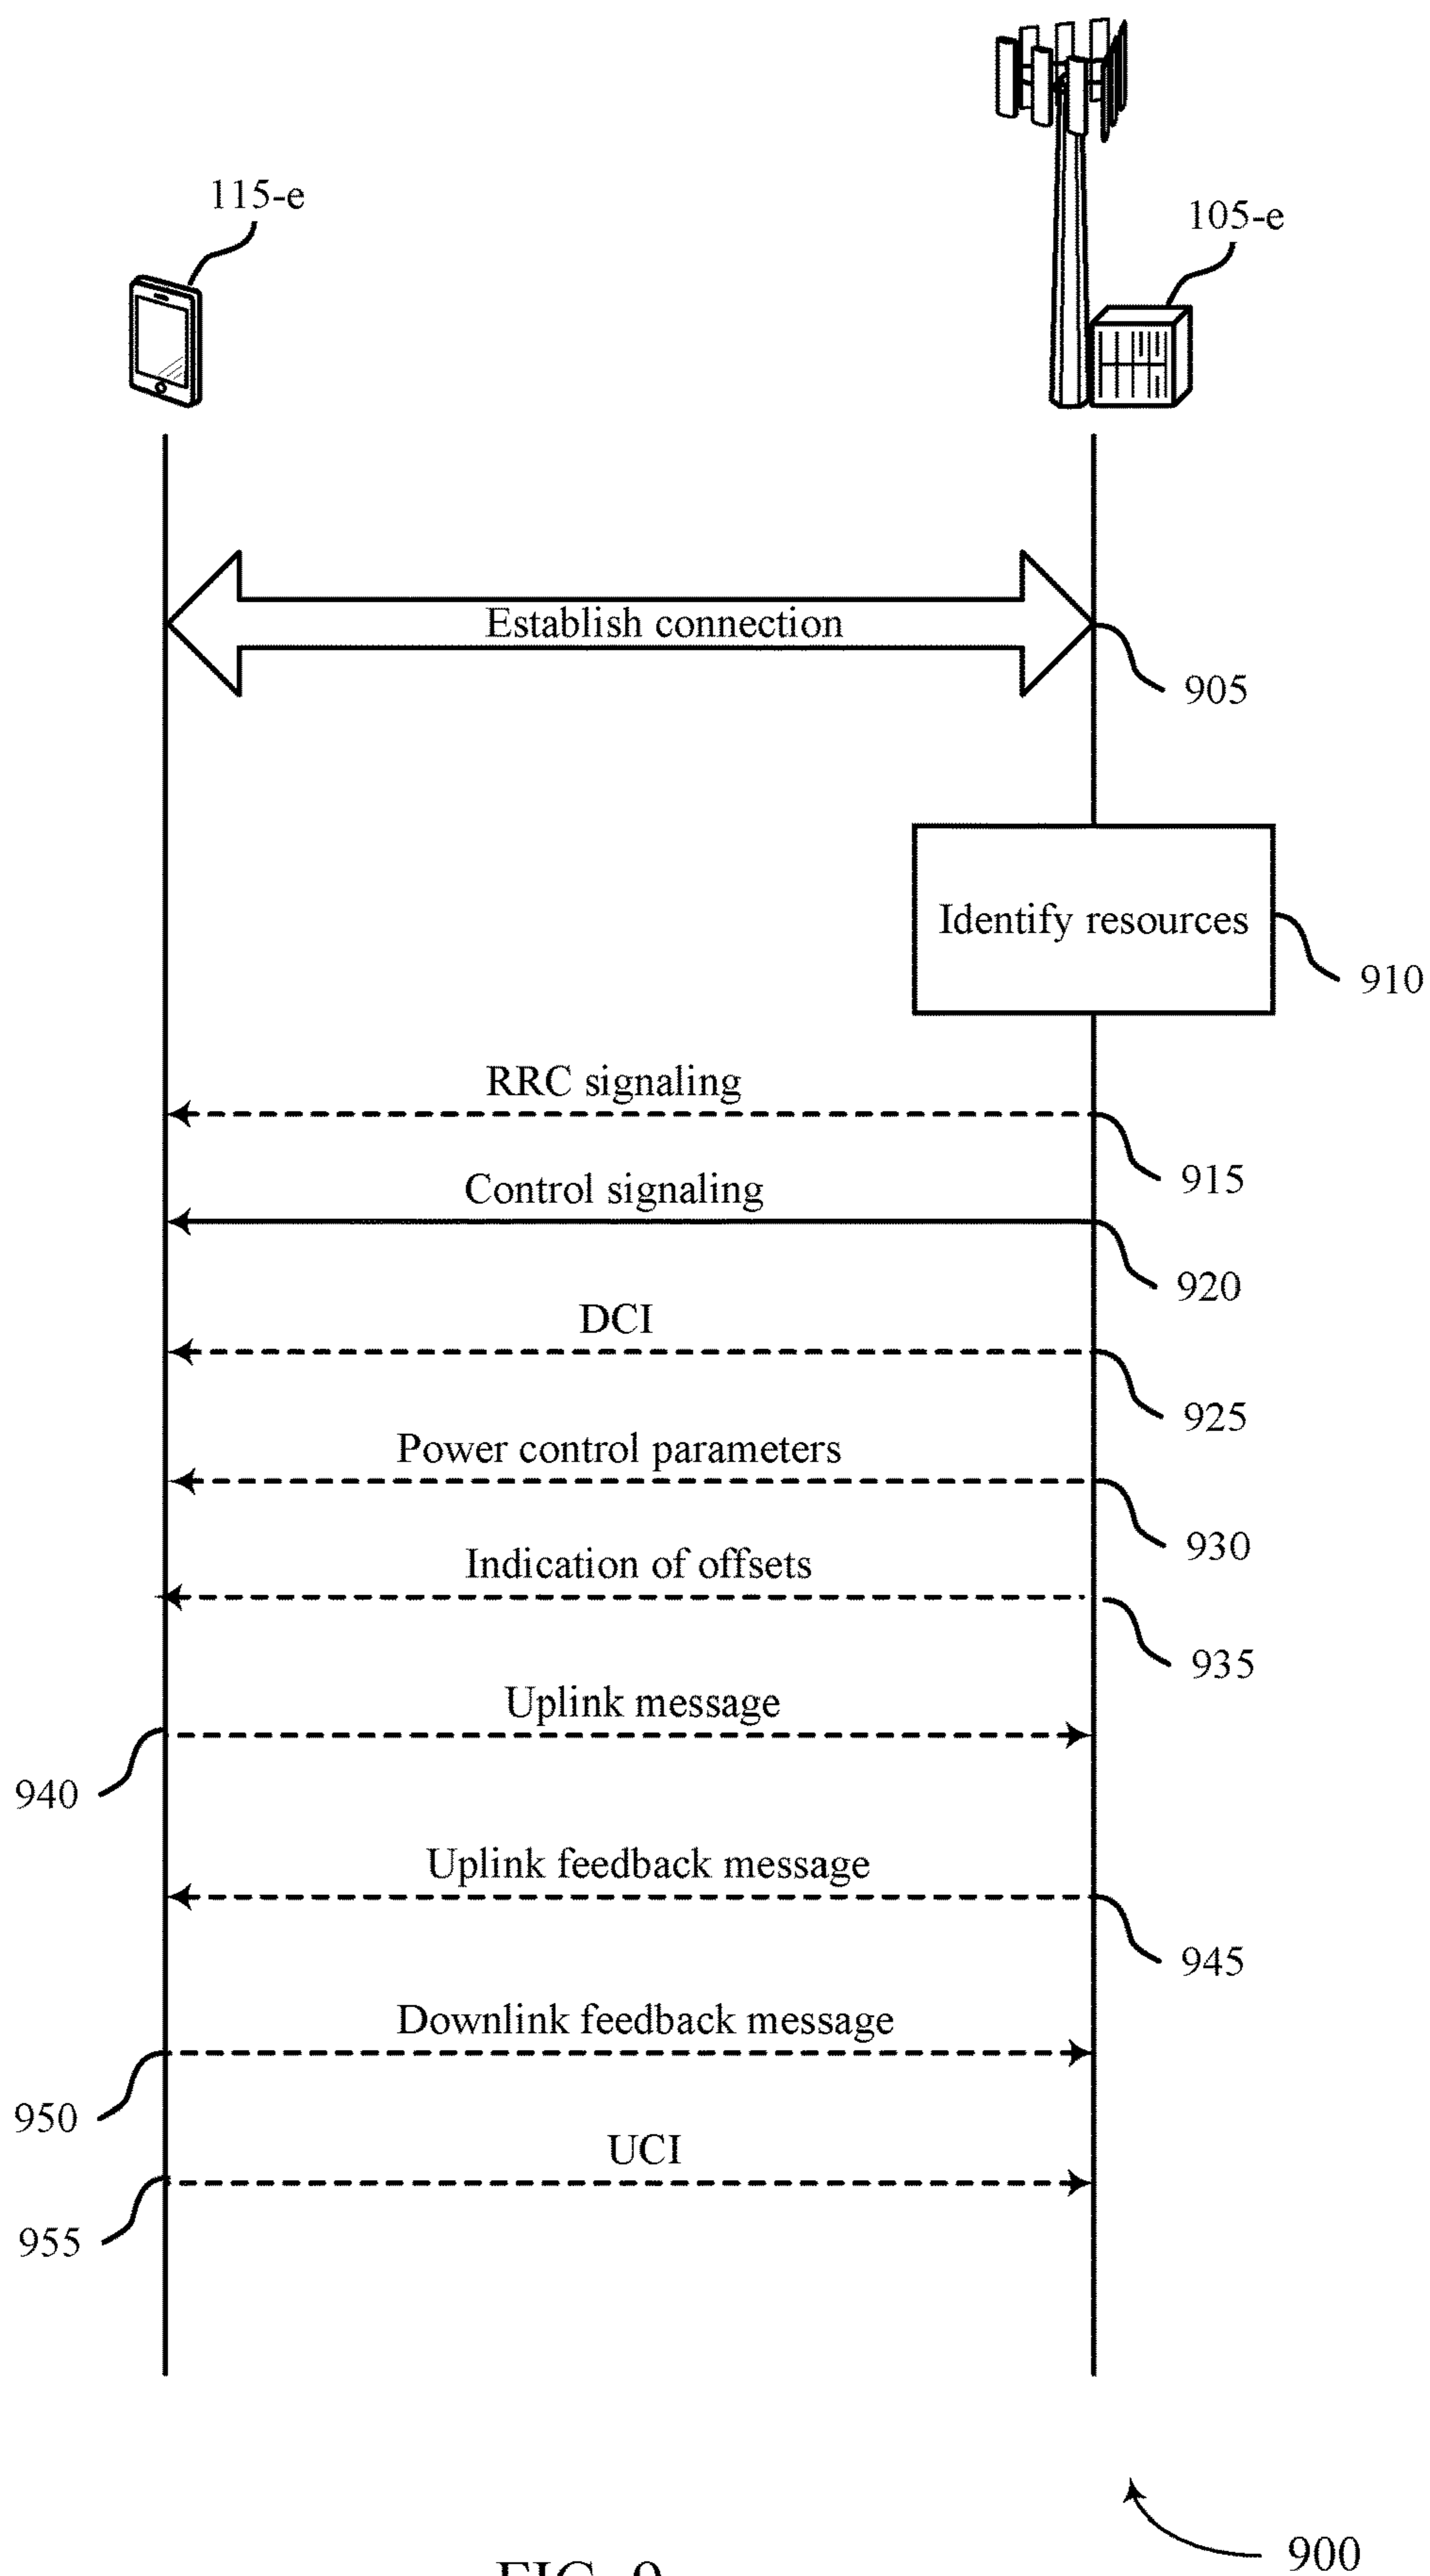 115-e
105-e
Establish connection
905
Identify resources
910
RRC signaling
915
Control signaling
920
DCI
925
Power control parameters
930
Indication of offsets
935
Uplink message
940
Uplink feedback message
945
Downlink feedback message
950
UCI
955
900
FIG. 9